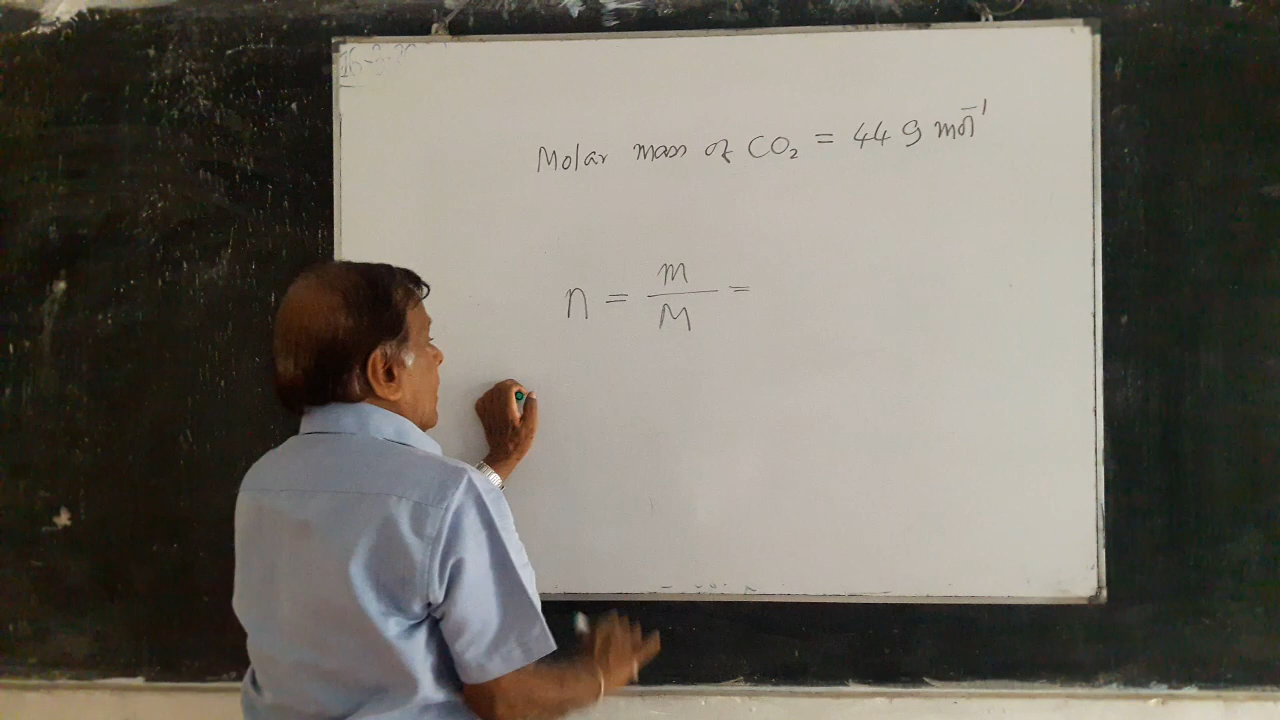 Molar mass of CO₂ = 44 g mol⁻¹
n = m/M =